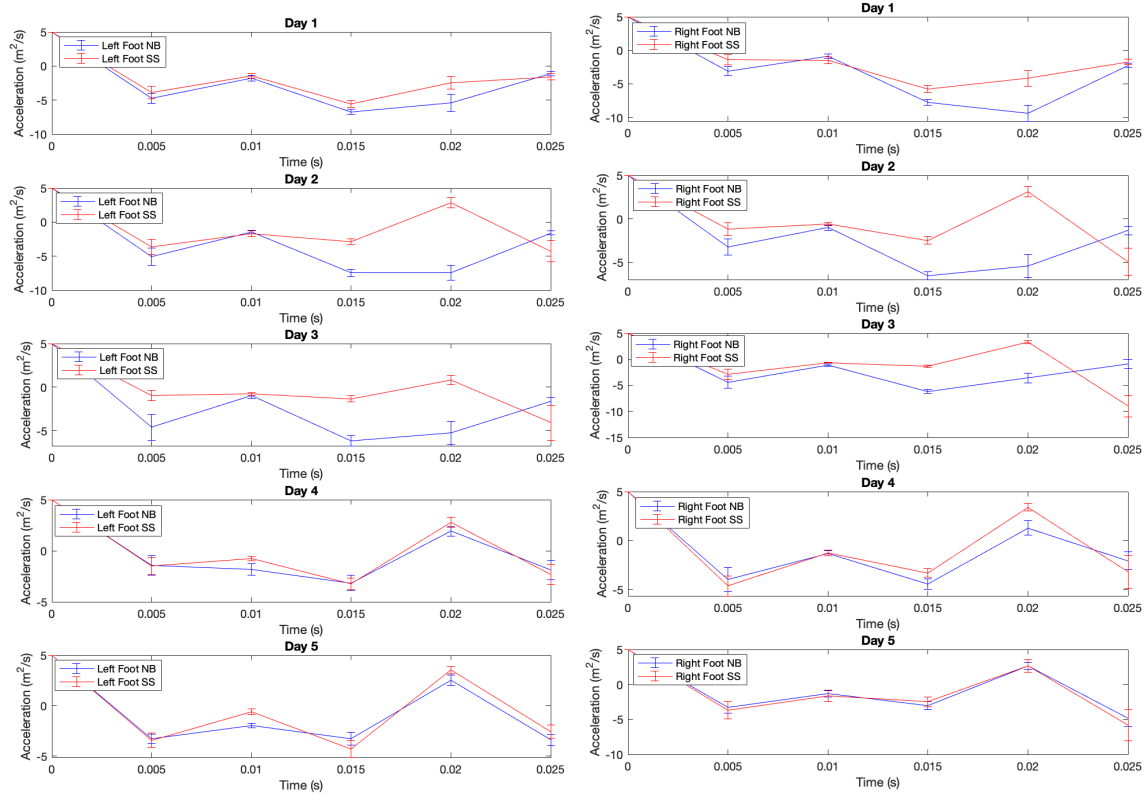 Day 1
5
0
-5
-10
Acceleration (m²/s)
Left Foot NB
Left Foot SS
0 0.005 0.01 0.015 0.02 0.025
Time (s)
Day 2
5
0
-5
-10
Acceleration (m²/s)
Left Foot NB
Left Foot SS
0 0.005 0.01 0.015 0.02 0.025
Time (s)
Day 3
5
0
-5
Acceleration (m²/s)
Left Foot NB
Left Foot SS
0 0.005 0.01 0.015 0.02 0.025
Time (s)
Day 4
5
0
-5
Acceleration (m²/s)
Left Foot NB
Left Foot SS
0 0.005 0.01 0.015 0.02 0.025
Time (s)
Day 5
5
0
-5
Acceleration (m²/s)
Left Foot NB
Left Foot SS
0 0.005 0.01 0.015 0.02 0.025
Time (s)
Day 1
5
0
-5
-10
Acceleration (m²/s)
Right Foot NB
Right Foot SS
0 0.005 0.01 0.015 0.02 0.025
Time (s)
Day 2
5
0
-5
Acceleration (m²/s)
Right Foot NB
Right Foot SS
0 0.005 0.01 0.015 0.02 0.025
Time (s)
Day 3
5
0
-5
-10
-15
Acceleration (m²/s)
Right Foot NB
Right Foot SS
0 0.005 0.01 0.015 0.02 0.025
Time (s)
Day 4
5
0
-5
Acceleration (m²/s)
Right Foot NB
Right Foot SS
0 0.005 0.01 0.015 0.02 0.025
Time (s)
Day 5
5
0
-5
-10
Acceleration (m²/s)
Right Foot NB
Right Foot SS
0 0.005 0.01 0.015 0.02 0.025
Time (s)